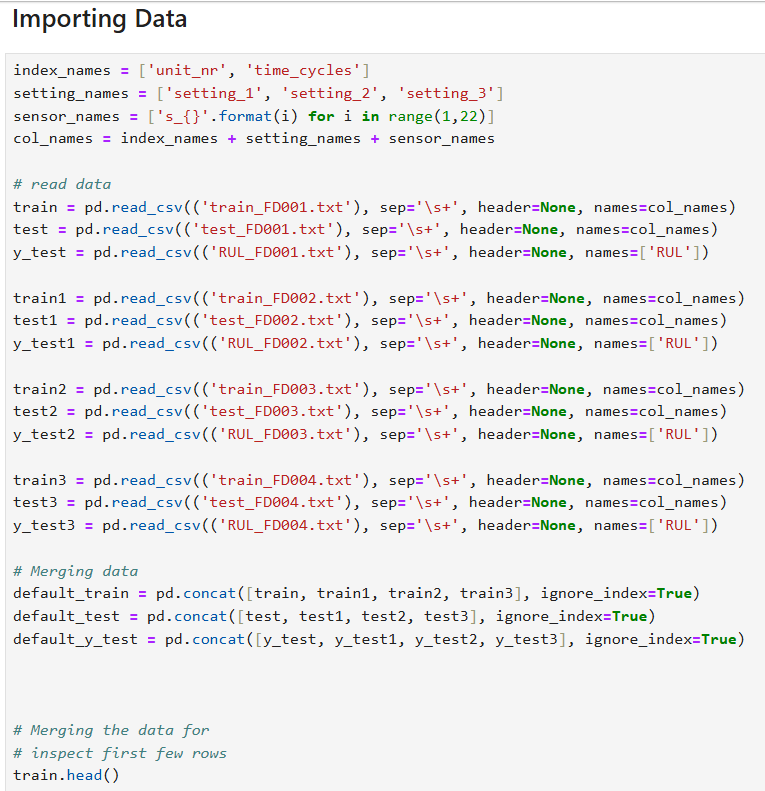 Importing Data
index_names = ['unit_nr', 'time_cycles']
setting_names = ['setting_1', 'setting_2', 'setting_3']
sensor_names = ['s_{}'.format(i) for i in range(1,22)]
col_names = index_names + setting_names + sensor_names
# read data
train = pd.read_csv(('train_FD001.txt'), sep='\s+', header=None, names=col_names)
test = pd.read_csv(('test_FD001.txt'), sep='\s+', header=None, names=col_names)
y_test = pd.read_csv(('RUL_FD001.txt'), sep='\s+', header=None, names=['RUL'])
train1 = pd.read_csv(('train_FD002.txt'), sep='\s+', header=None, names=col_names)
test1 = pd.read_csv(('test_FD002.txt'), sep='\s+', header=None, names=col_names)
y_test1 = pd.read_csv(('RUL_FD002.txt'), sep='\s+', header=None, names=['RUL'])
train2 = pd.read_csv(('train_FD003.txt'), sep='\s+', header=None, names=col_names)
test2 = pd.read_csv(('test_FD003.txt'), sep='\s+', header=None, names=col_names)
y_test2 = pd.read_csv(('RUL_FD003.txt'), sep='\s+', header=None, names=['RUL'])
train3 = pd.read_csv(('train_FD004.txt'), sep='\s+', header=None, names=col_names)
test3 = pd.read_csv(('test_FD004.txt'), sep='\s+', header=None, names=col_names)
y_test3 = pd.read_csv(('RUL_FD004.txt'), sep='\s+', header=None, names=['RUL'])
# Merging data
default_train = pd.concat([train, train1, train2, train3], ignore_index=True)
default_test = pd.concat([test, test1, test2, test3], ignore_index=True)
default_y_test = pd.concat([y_test, y_test1, y_test2, y_test3], ignore_index=True)
# Merging the data for
# inspect first few rows
train.head()